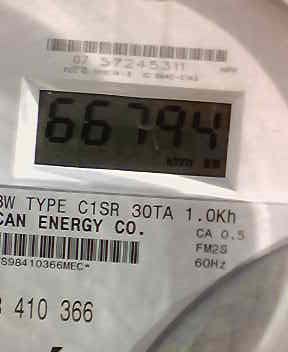 07 57245311
66794
3W TYPE C1SR 30TA 1.0Kh
CAN ENERGY CO.
CA 0.5
FM2S
60Hz
S98410366MEC*
410 366